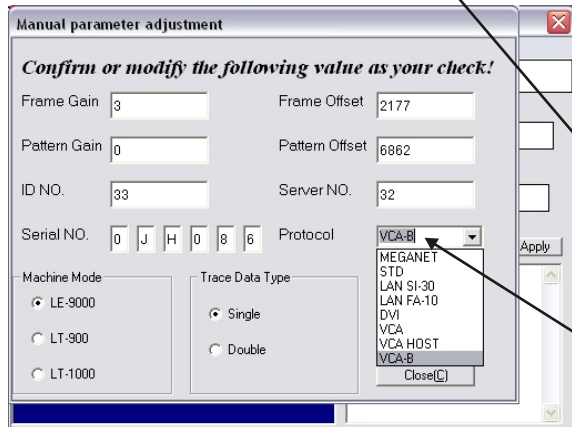 Manual parameter adjustment
Confirm or modify the following value as your check!
Frame Gain 3 Frame Offset 2177
Pattern Gain 0 Pattern Offset 6862
ID NO. 33 Server NO. 32
Serial NO. 0 J H 0 8 6 Protocol VCA-B
Apply
MEGANET
STD
LAN SI-30
LAN FA-10
DVI
VCA
VCA HOST
VCA-B
Machine Mode
LE-9000
LT-900
LT-1000
Trace Data Type
Single
Double
Close(C)